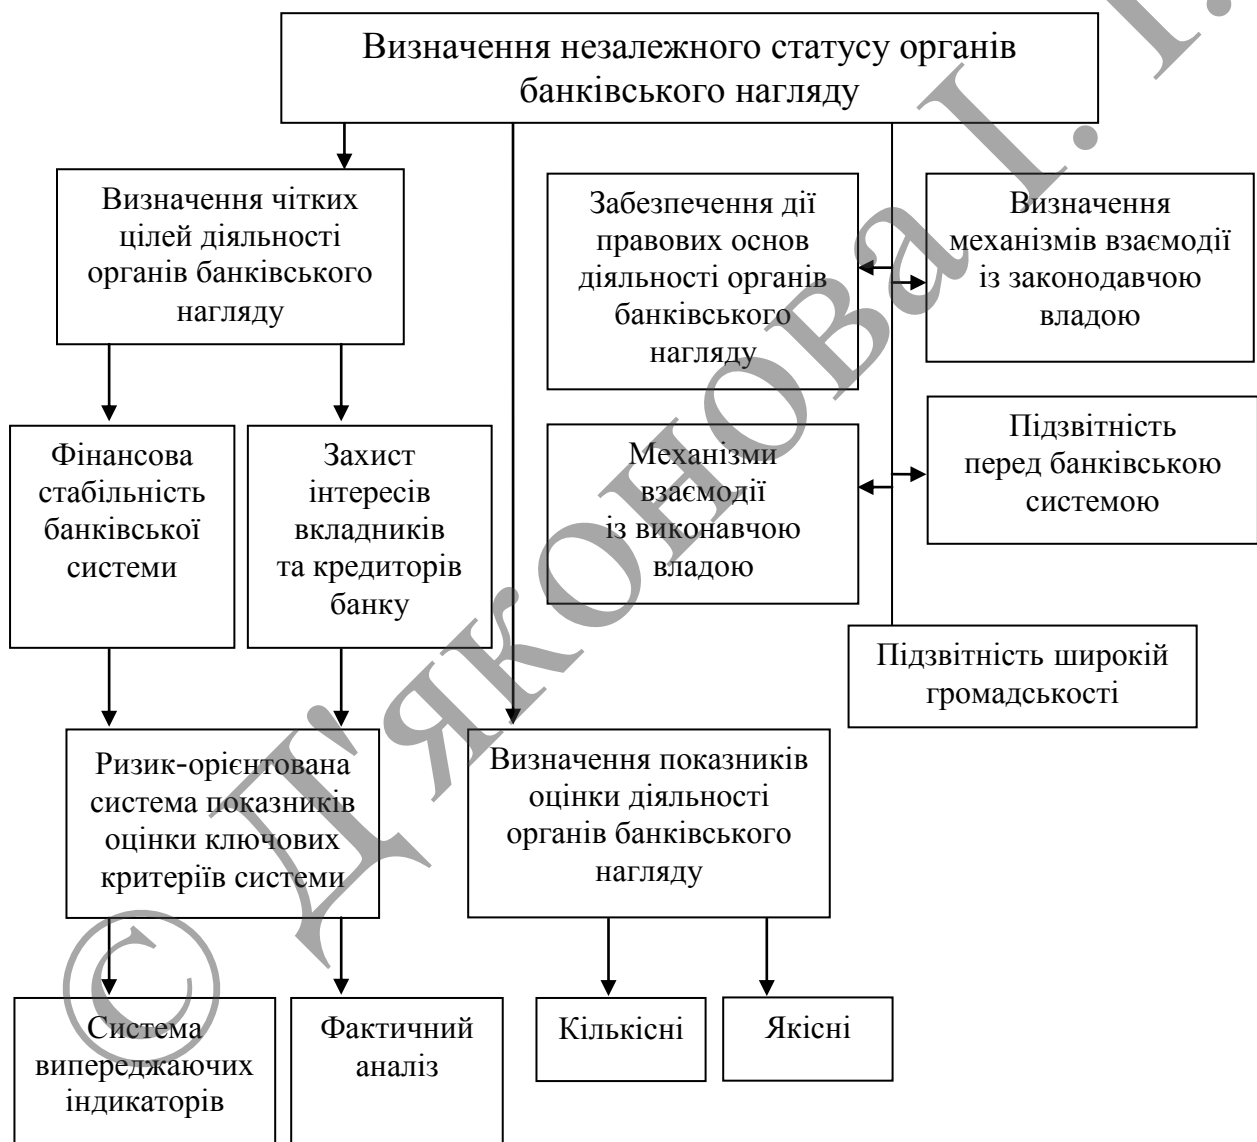 Визначення незалежного статусу органів
банківського нагляду
Визначення чітких
цілей діяльності
органів банківського
нагляду
Забезпечення дії
правових основ
діяльності органів
банківського
нагляду
Визначення
механізмів взаємодії
із законодавчою
владою
Фінансова
стабільність
банківської
системи
Захист
інтересів
вкладників
та кредиторів
банку
Механізми
взаємодії
із виконавчою
владою
Підзвітність
перед банківською
системою
Підзвітність широкій
громадськості
Ризик-орієнтована
система показників
оцінки ключових
критеріїв системи
Визначення показників
оцінки діяльності
органів банківського
нагляду
Система
випереджаючих
індикаторів
Фактичний
аналіз
Кількісні
Якісні
© Д'яконова І. І.